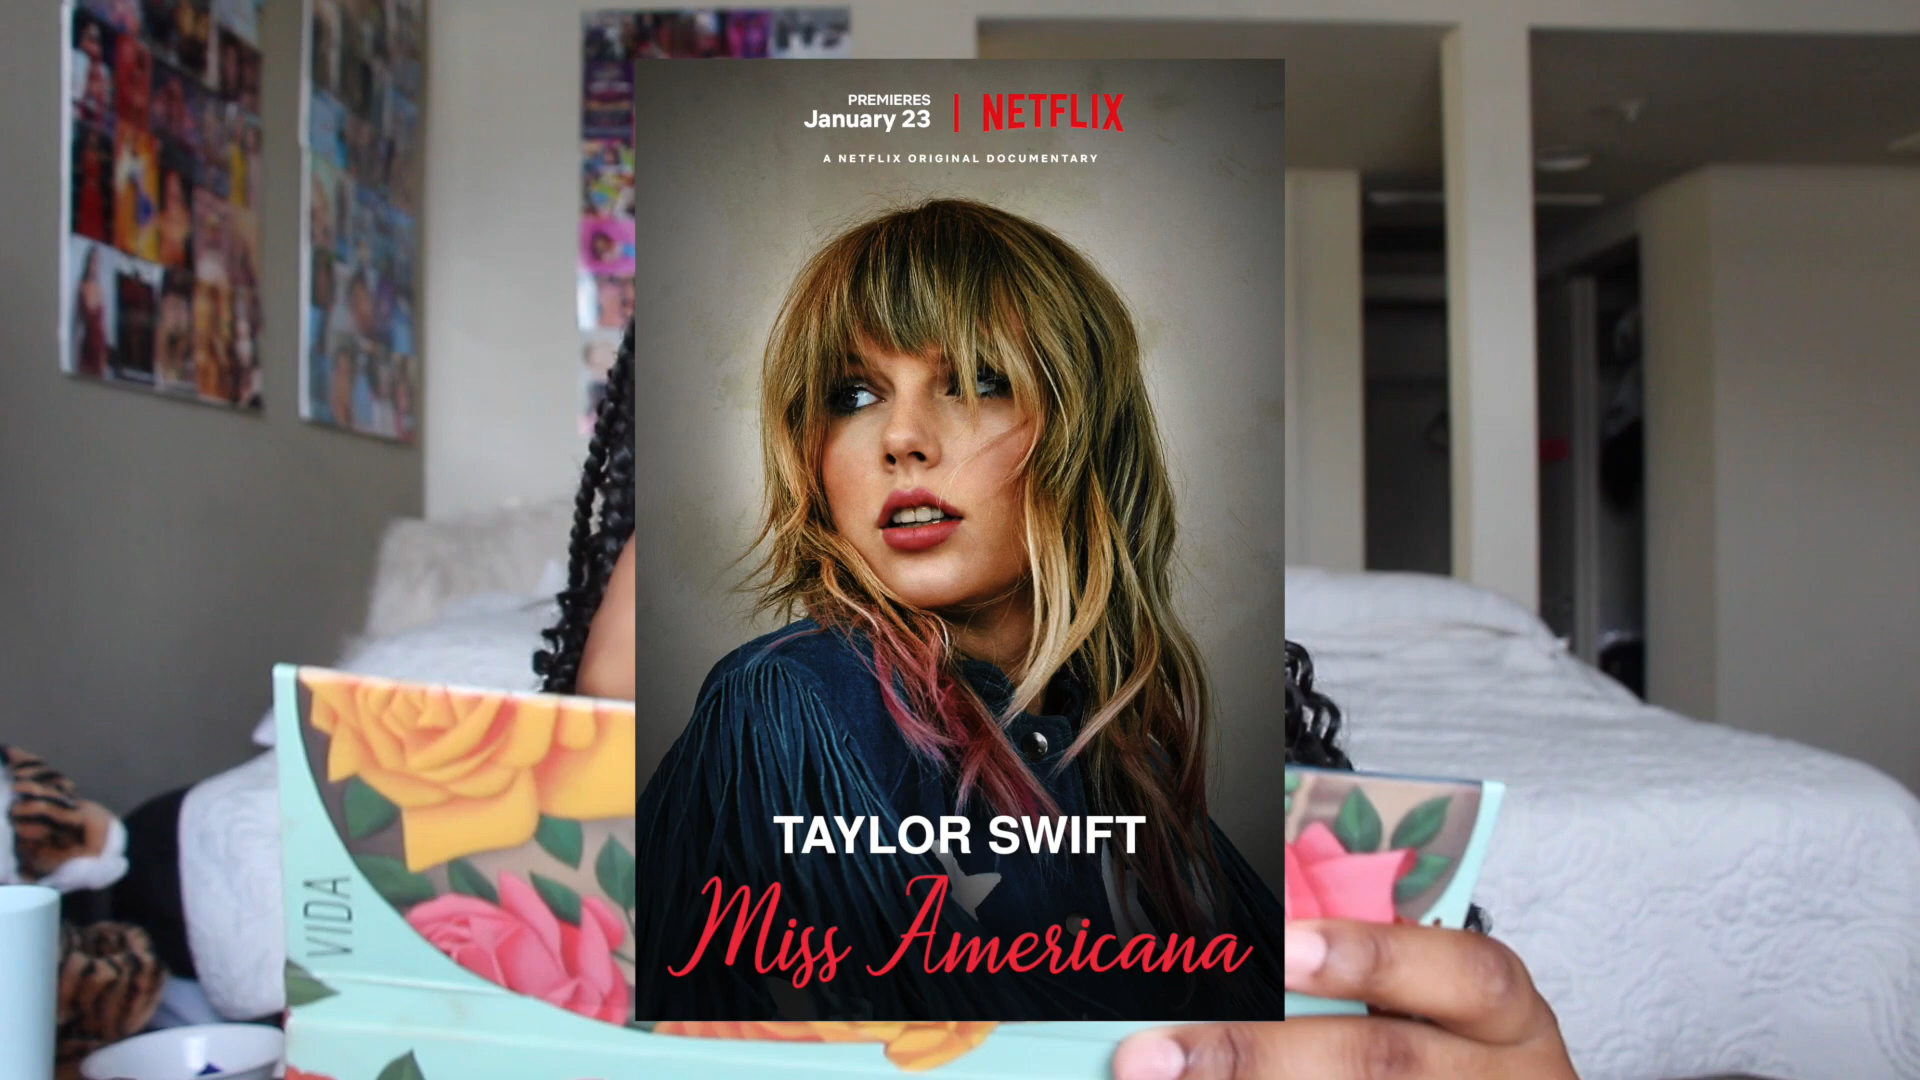 PREMIERES
January 23
NETFLIX
A NETFLIX ORIGINAL DOCUMENTARY
TAYLOR SWIFT
Miss Americana
VIDA